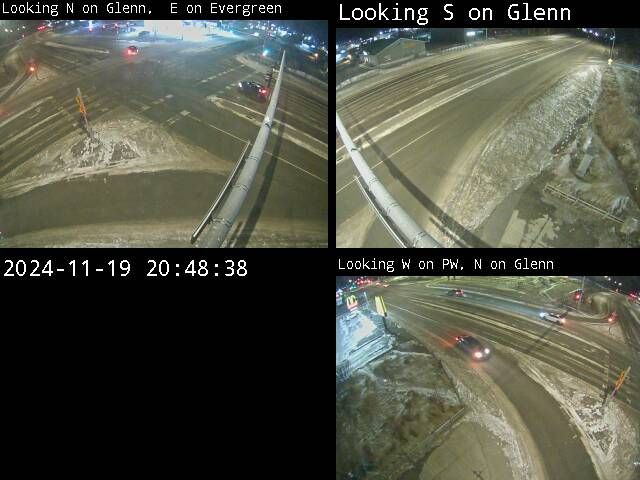 Looking N on Glenn,  E on Evergreen
Looking S on Glenn
2024-11-19 20:48:38
Looking W on PW, N on Glenn